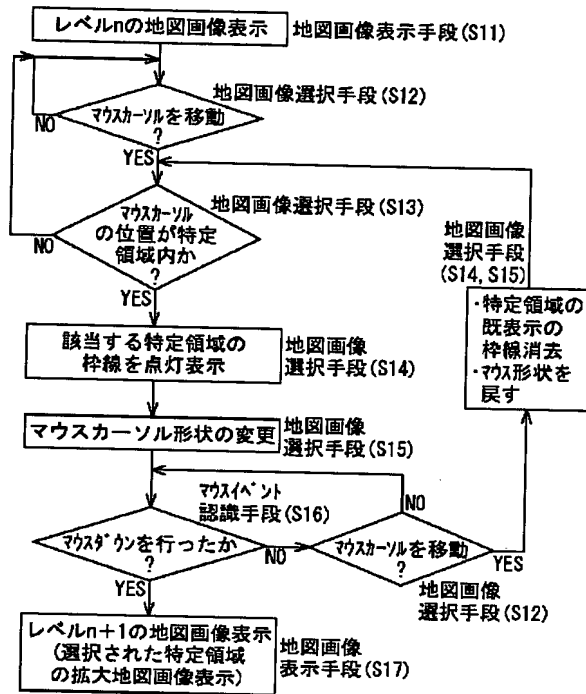 レベルnの地図画像表示
地図画像表示手段(S11)
地図画像選択手段(S12)
マウスカーソルを移動
?
NO
YES
地図画像選択手段(S13)
マウスカーソル
の位置が特定
領域内か
?
NO
YES
地図画像
選択手段
(S14,S15)
・特定領域の
既表示の
枠線消去
・マウス形状を
戻す
該当する特定領域の
枠線を点灯表示
地図画像
選択手段(S14)
マウスカーソル形状の変更
地図画像
選択手段(S15)
マウスイベント
認識手段(S16)
NO
マウスダウンを行ったか
?
NO
マウスカーソルを移動
?
YES
YES
地図画像
選択手段(S12)
レベルn+1の地図画像表示
(選択された特定領域
の拡大地図画像表示)
地図画像
表示手段(S17)